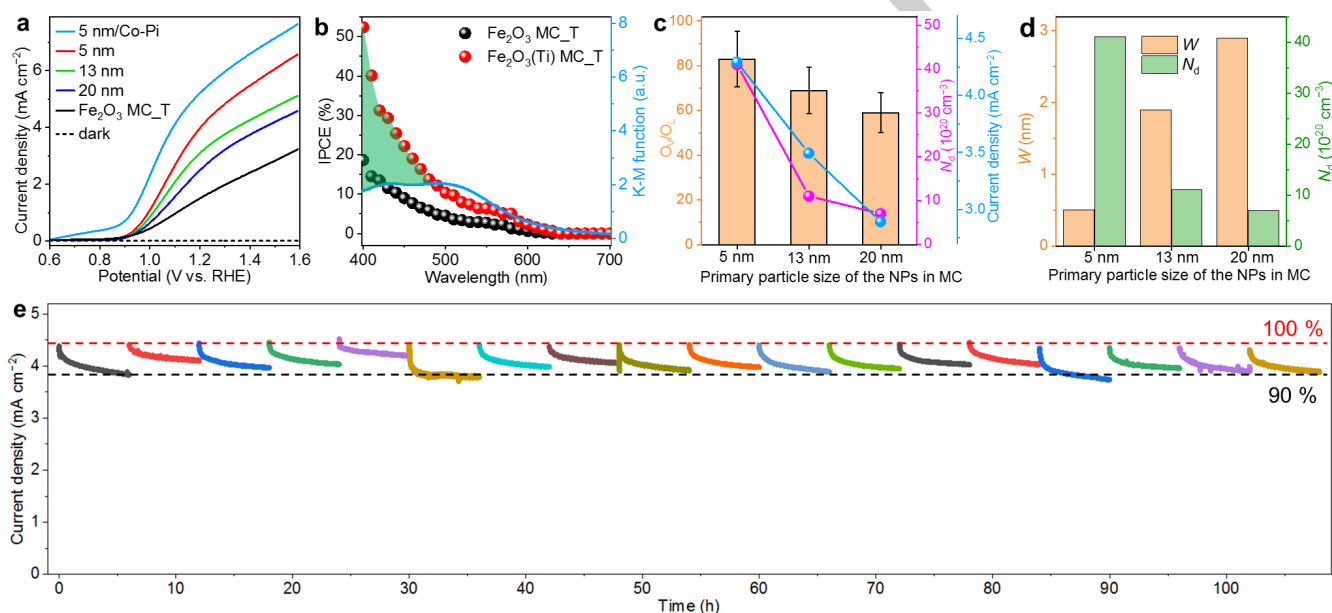 a
5 nm/Co-Pi
5 nm
13 nm
20 nm
Fe₂O₃ MC_T
dark
Current density (mA cm⁻²)
6
4
2
0
0.6 0.8 1.0 1.2 1.4 1.6
Potential (V vs. RHE)
b
Fe₂O₃ MC_T
Fe₂O₃(Ti) MC_T
IPCE (%)
50
40
30
20
10
0
K-M function (a.u.)
8
6
4
2
0
400 500 600 700
Wavelength (nm)
c
O_V/O_L
100
80
60
40
20
0
N_d (10²⁰ cm⁻³)
50
40
30
20
10
0
Current density (mA cm⁻²)
4.5
4.0
3.5
3.0
5 nm 13 nm 20 nm
Primary particle size of the NPs in MC
d
W
N_d
W (nm)
3
2
1
0
N_d (10²⁰ cm⁻³)
40
30
20
10
0
5 nm 13 nm 20 nm
Primary particle size of the NPs in MC
e
100 %
90 %
Current density (mA cm⁻²)
5
4
3
2
1
0
0 10 20 30 40 50 60 70 80 90 100
Time (h)